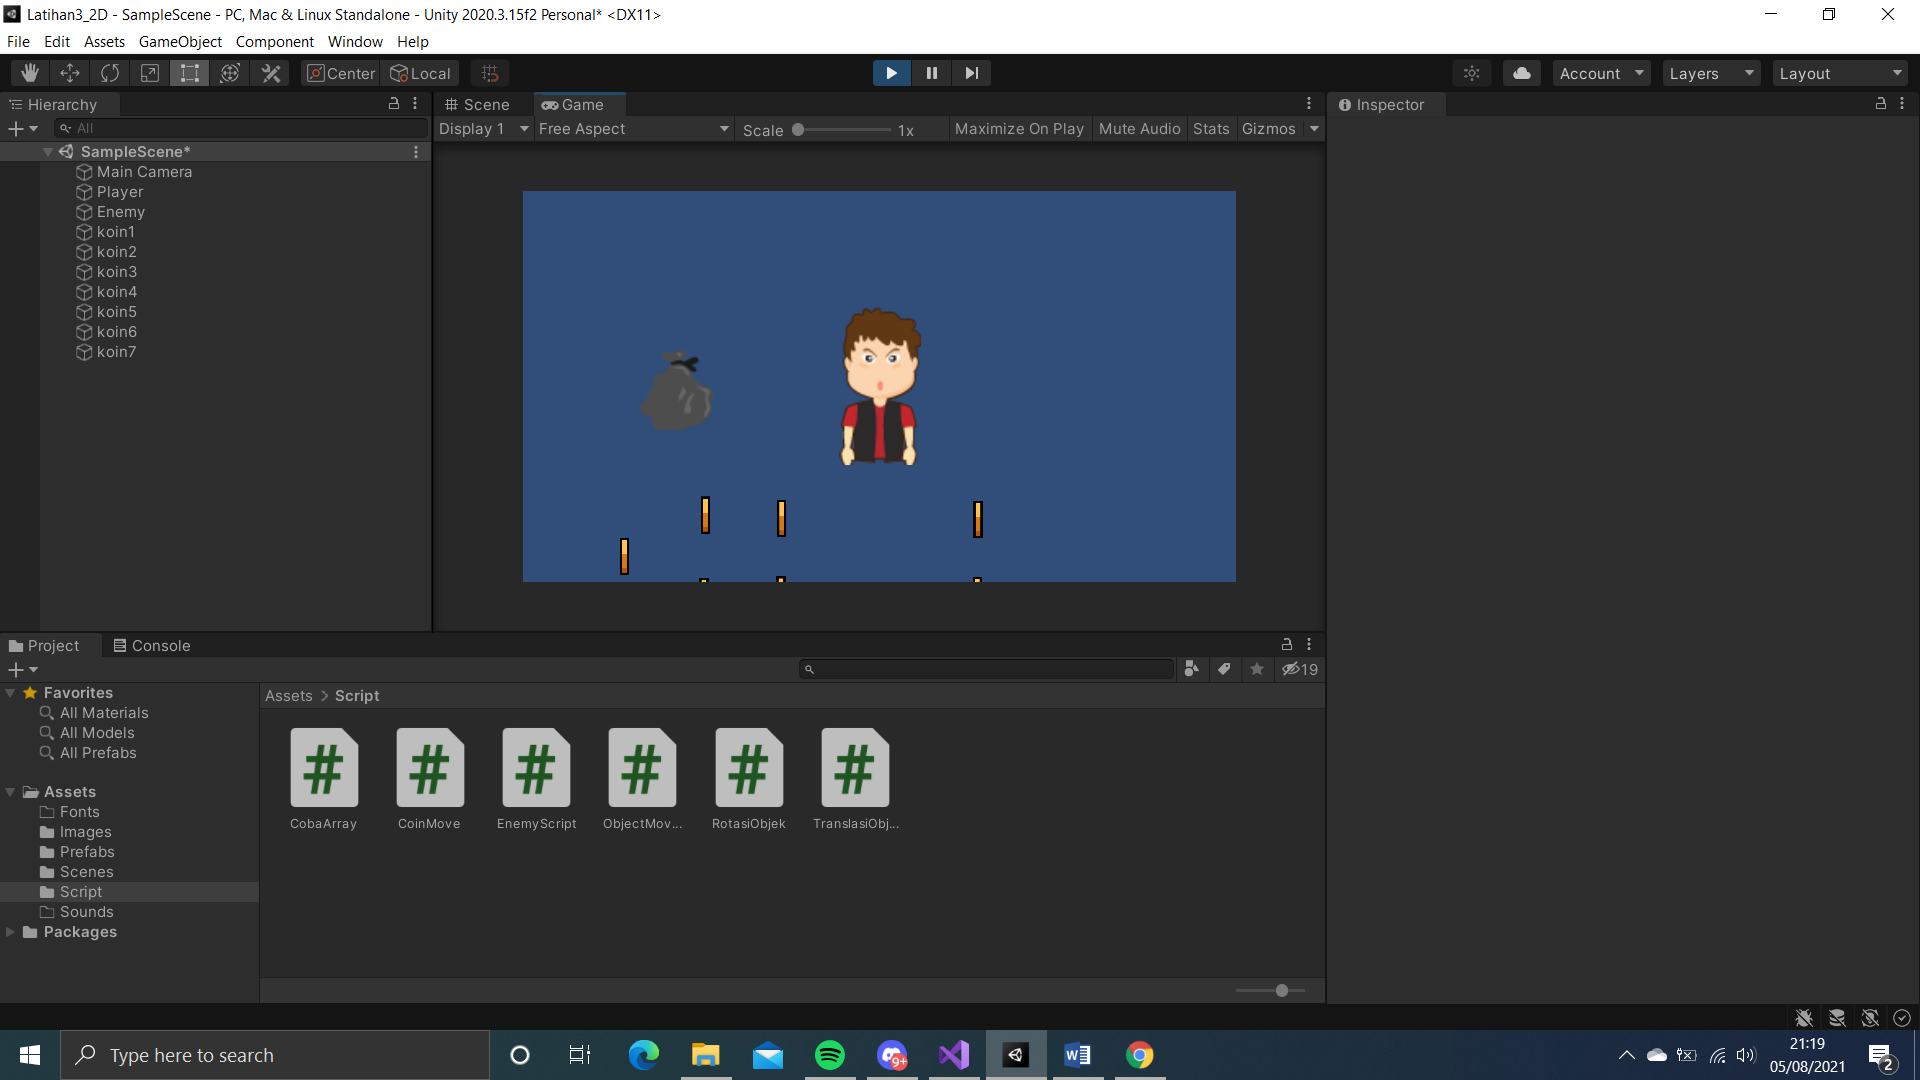 Latihan3_2D - SampleScene - PC, Mac & Linux Standalone - Unity 2020.3.15f2 Personal* <DX11>
File Edit Assets GameObject Component Window Help
Center Local Account Layers Layout
Hierarchy
All
SampleScene*
Main Camera
Player
Enemy
koin1
koin2
koin3
koin4
koin5
koin6
koin7
Scene Game
Display 1 Free Aspect Scale 1x Maximize On Play Mute Audio Stats Gizmos
Inspector
Project Console
19
Favorites
All Materials
All Models
All Prefabs
Assets
Fonts
Images
Prefabs
Scenes
Script
Sounds
Packages
Assets > Script
CobaArray CoinMove EnemyScript ObjectMov... RotasiObjek TranslasiObj...
Type here to search
9+
21:19
05/08/2021
2